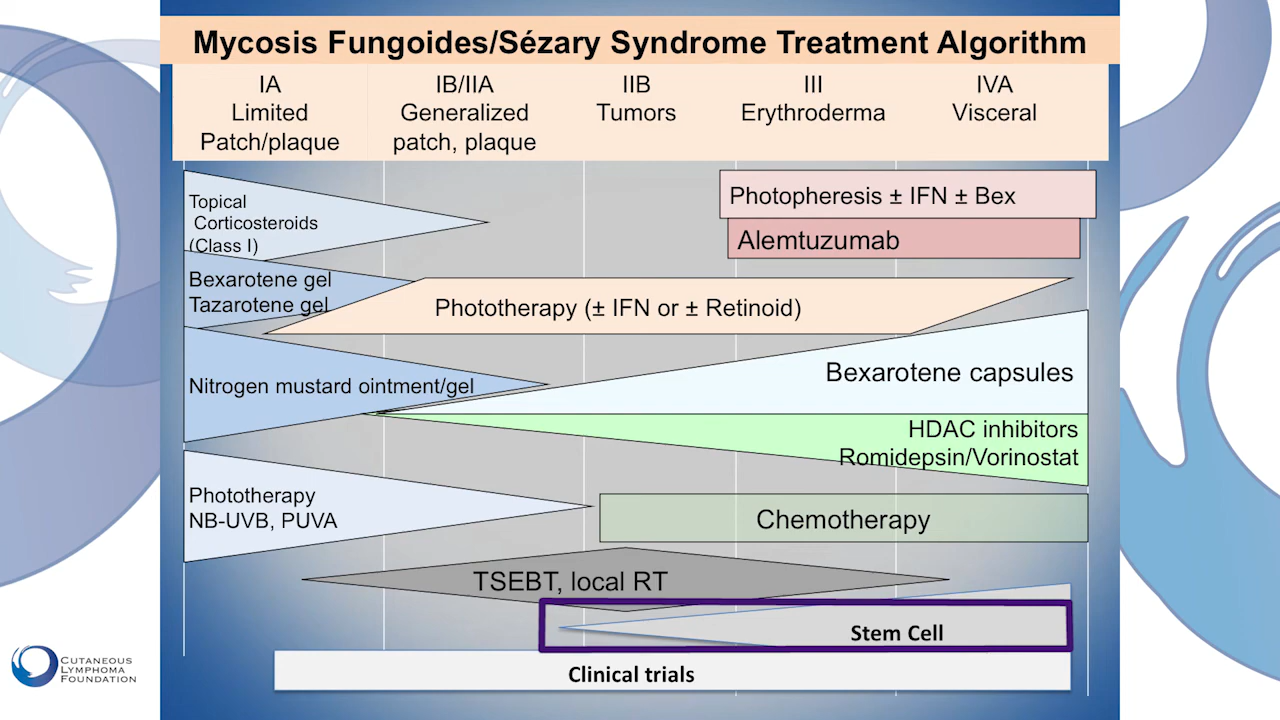 Mycosis Fungoides/Sézary Syndrome Treatment Algorithm
IA
Limited
Patch/plaque
IB/IIA
Generalized
patch, plaque
IIB
Tumors
III
Erythroderma
IVA
Visceral
Topical
Corticosteroids
(Class I)
Photopheresis ± IFN ± Bex
Alemtuzumab
Bexarotene gel
Tazarotene gel
Phototherapy (± IFN or ± Retinoid)
Nitrogen mustard ointment/gel
Bexarotene capsules
HDAC inhibitors
Romidepsin/Vorinostat
Phototherapy
NB-UVB, PUVA
Chemotherapy
TSEBT, local RT
Stem Cell
Clinical trials
CUTANEOUS
LYMPHOMA
FOUNDATION